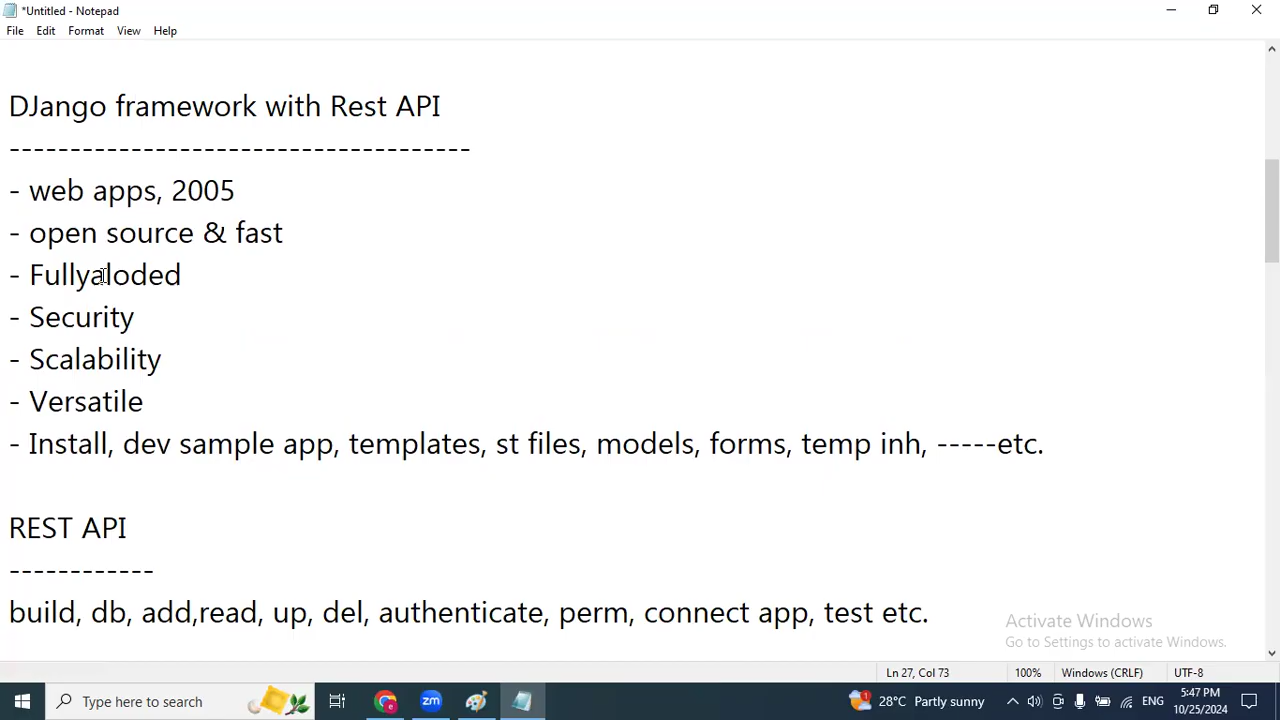 *Untitled - Notepad
File Edit Format View Help
DJango framework with Rest API
--------------------------------------
- web apps, 2005
- open source & fast
- Fullyaloded
- Security
- Scalability
- Versatile
- Install, dev sample app, templates, st files, models, forms, temp inh, -----etc.
REST API
------------
build, db, add,read, up, del, authenticate, perm, connect app, test etc.
Activate Windows
Go to Settings to activate Windows.
Ln 27, Col 73 100% Windows (CRLF) UTF-8
Type here to search zm 28°C Partly sunny ENG 5:47 PM
10/25/2024